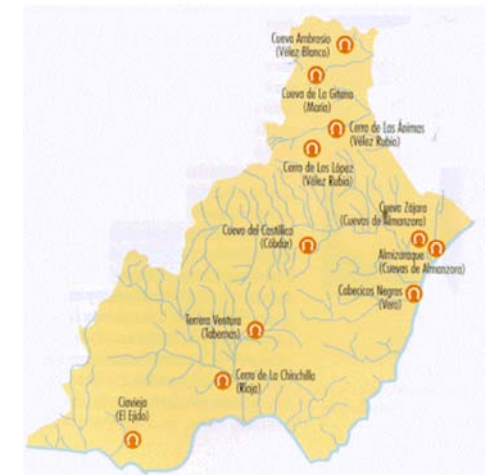 Cueva Ambrosio
(Vélez Blanco)
Cueva de La Gitana
(María)
Cerro de Las Ánimas
(Vélez Rubio)
Cerro de Los López
(Vélez Rubio)
Cueva Zájara
(Cuevas de Almanzora)
Cueva del Castillico
(Cóbdar)
Almizaraque
(Cuevas de Almanzora)
Cabecicos Negros
(Vera)
Terrera Ventura
(Tabernas)
Cerro de La Chinchilla
(Rioja)
Ciavieja
(El Ejido)